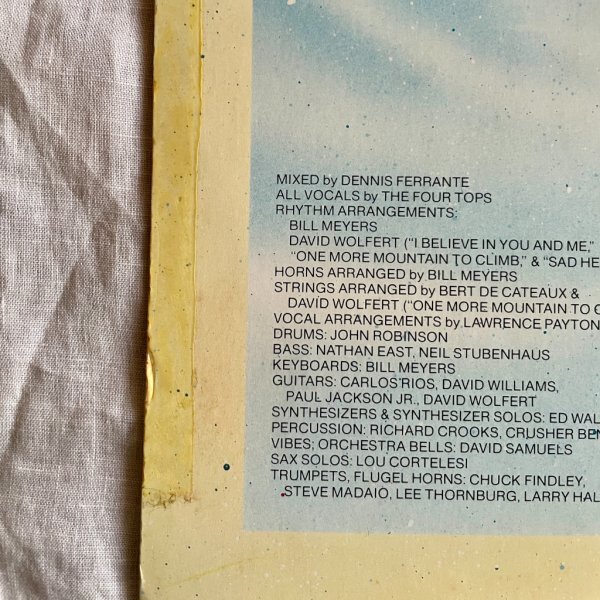 MIXED by DENNIS FERRANTE
ALL VOCALS by THE FOUR TOPS
RHYTHM ARRANGEMENTS:
BILL MEYERS
DAVID WOLFERT ("I BELIEVE IN YOU AND ME,"
"ONE MORE MOUNTAIN TO CLIMB," & "SAD HE
HORNS ARRANGED by BILL MEYERS
STRINGS ARRANGED by BERT DE CATEAUX &
DAVID WOLFERT ("ONE MORE MOUNTAIN TO C
VOCAL ARRANGEMENTS by LAWRENCE PAYTON
DRUMS: JOHN ROBINSON
BASS: NATHAN EAST, NEIL STUBENHAUS
KEYBOARDS: BILL MEYERS
GUITARS: CARLOS RIOS, DAVID WILLIAMS,
PAUL JACKSON JR., DAVID WOLFERT
SYNTHESIZERS & SYNTHESIZER SOLOS: ED WAL
PERCUSSION: RICHARD CROOKS, CRUSHER BEN
VIBES; ORCHESTRA BELLS: DAVID SAMUELS
SAX SOLOS: LOU CORTELESI
TRUMPETS, FLUGEL HORNS: CHUCK FINDLEY,
STEVE MADAIO, LEE THORNBURG, LARRY HAL